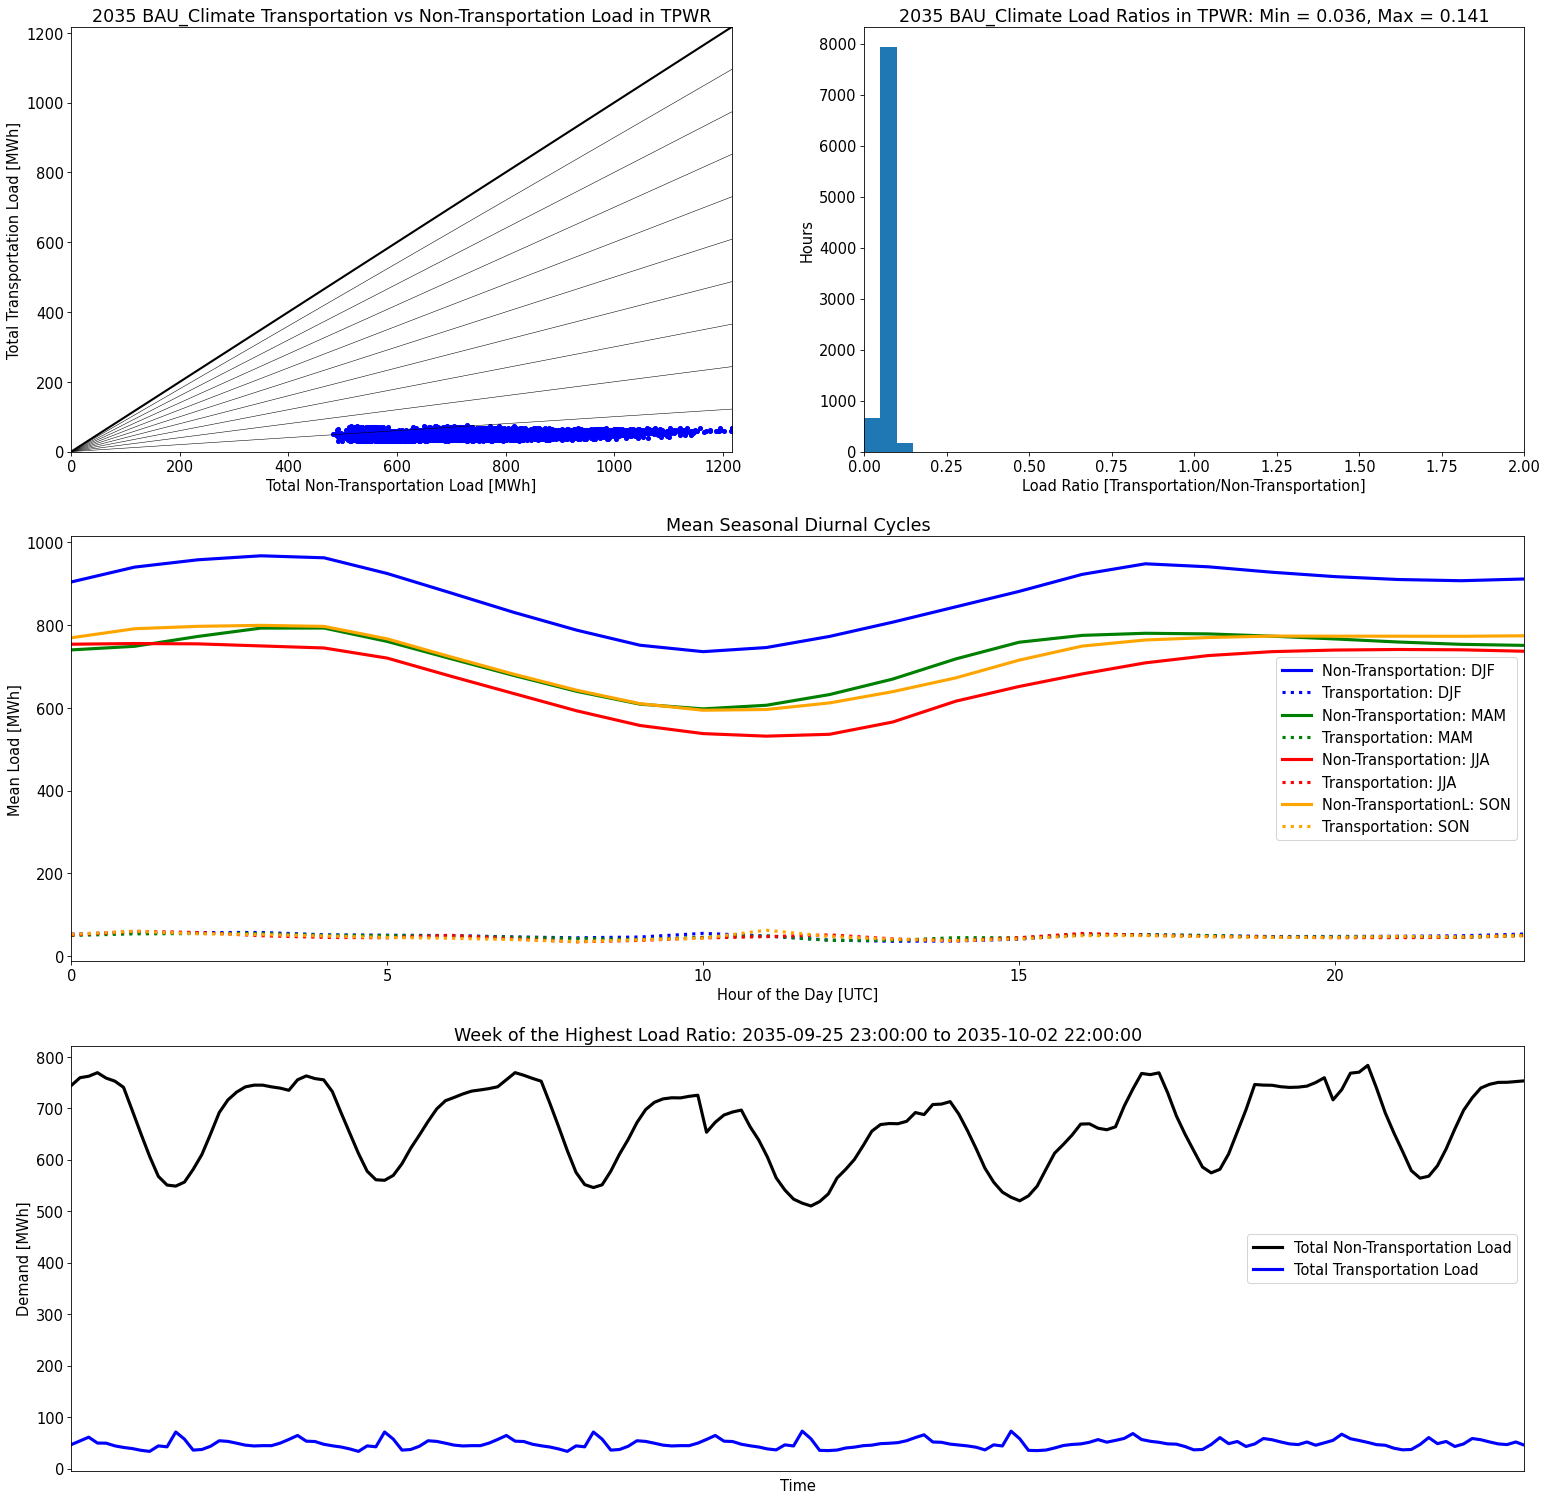 2035 BAU_Climate Transportation vs Non-Transportation Load in TPWR
Total Transportation Load [MWh]
1200
1000
800
600
400
200
0
0 200 400 600 800 1000 1200
Total Non-Transportation Load [MWh]
2035 BAU_Climate Load Ratios in TPWR: Min = 0.036, Max = 0.141
Hours
8000
7000
6000
5000
4000
3000
2000
1000
0
0.00 0.25 0.50 0.75 1.00 1.25 1.50 1.75 2.00
Load Ratio [Transportation/Non-Transportation]
Mean Seasonal Diurnal Cycles
Mean Load [MWh]
1000
800
600
400
200
0
Non-Transportation: DJF
Transportation: DJF
Non-Transportation: MAM
Transportation: MAM
Non-Transportation: JJA
Transportation: JJA
Non-TransportationL: SON
Transportation: SON
0 5 10 15 20
Hour of the Day [UTC]
Week of the Highest Load Ratio: 2035-09-25 23:00:00 to 2035-10-02 22:00:00
Demand [MWh]
800
700
600
500
400
300
200
100
0
Total Non-Transportation Load
Total Transportation Load
Time